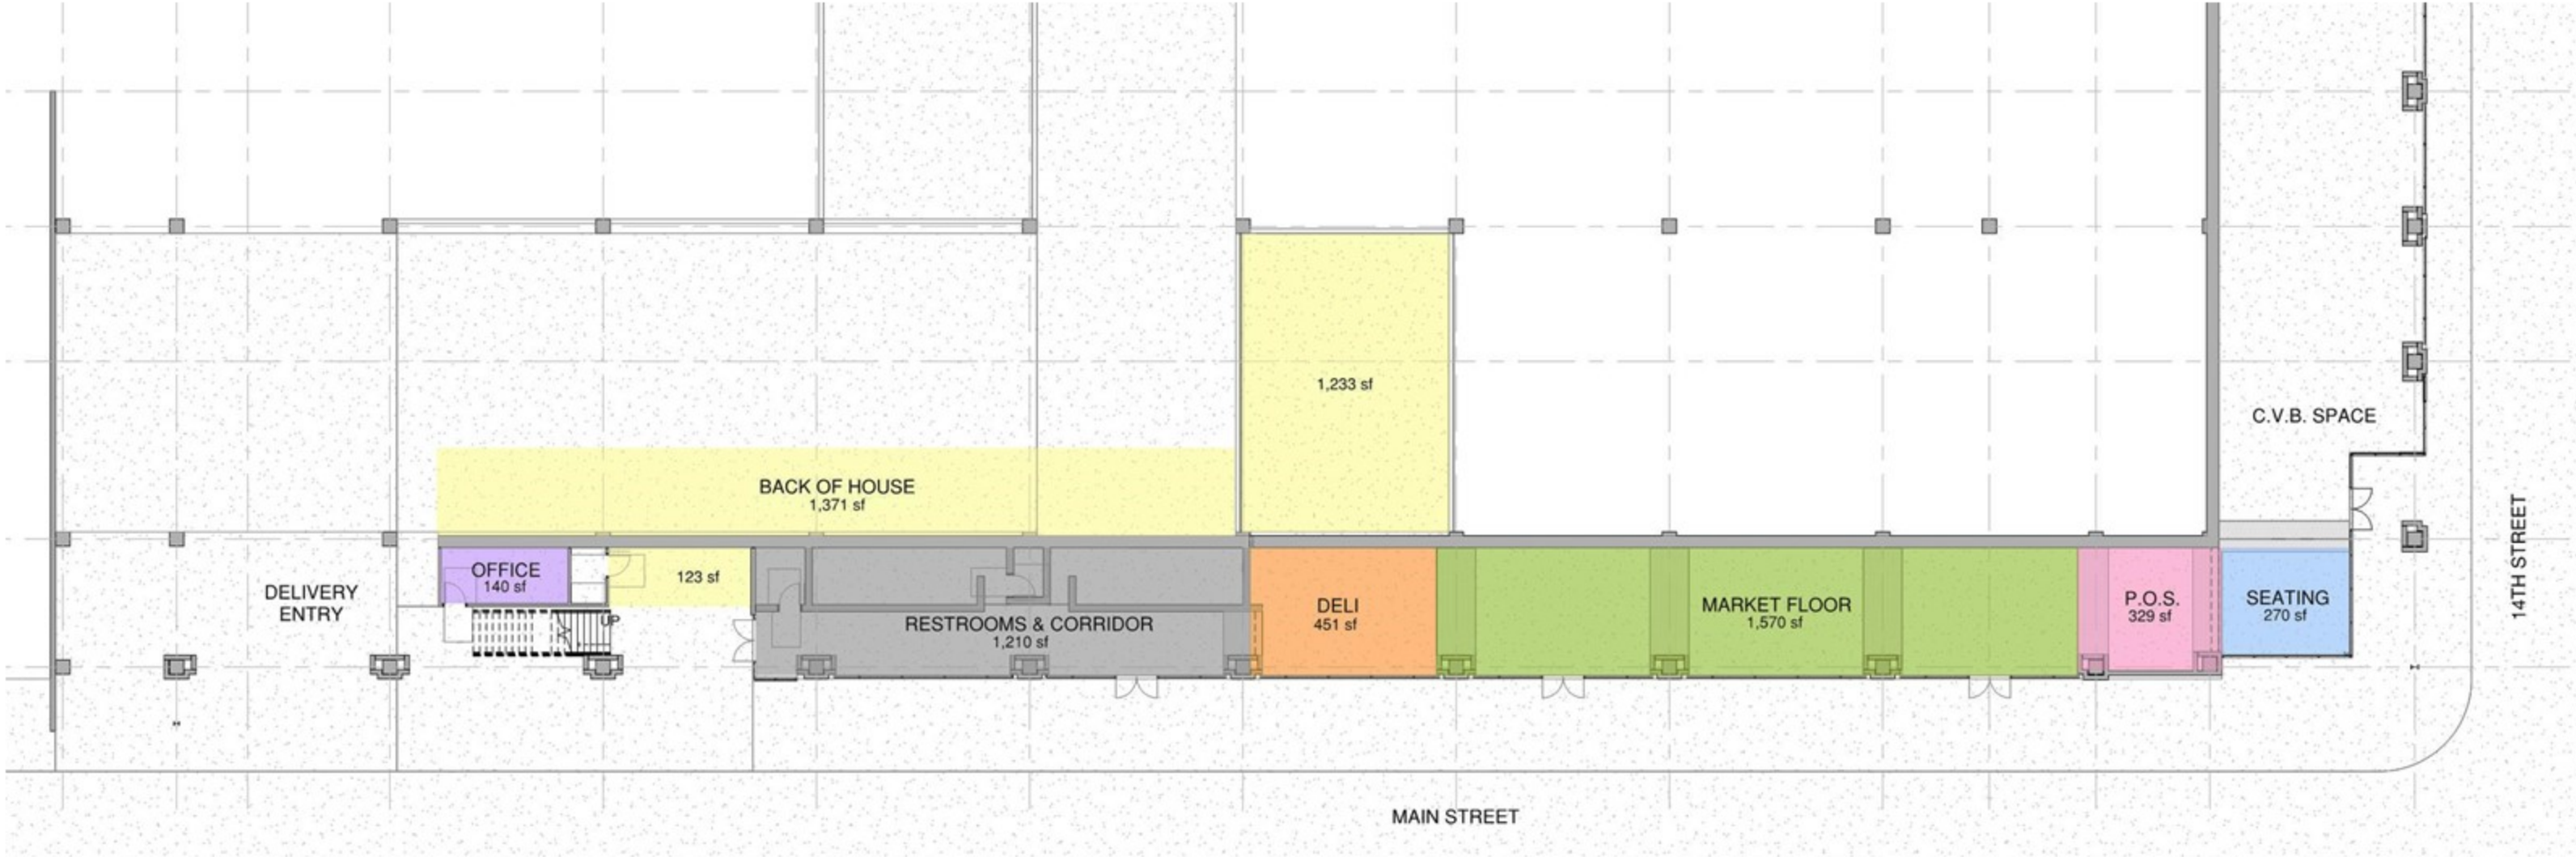 1,233 sf
C.V.B. SPACE
BACK OF HOUSE
1,371 sf
OFFICE
140 sf
123 sf
DELIVERY
ENTRY
UP
RESTROOMS & CORRIDOR
1,210 sf
DELI
451 sf
MARKET FLOOR
1,570 sf
P.O.S.
329 sf
SEATING
270 sf
14TH STREET
MAIN STREET